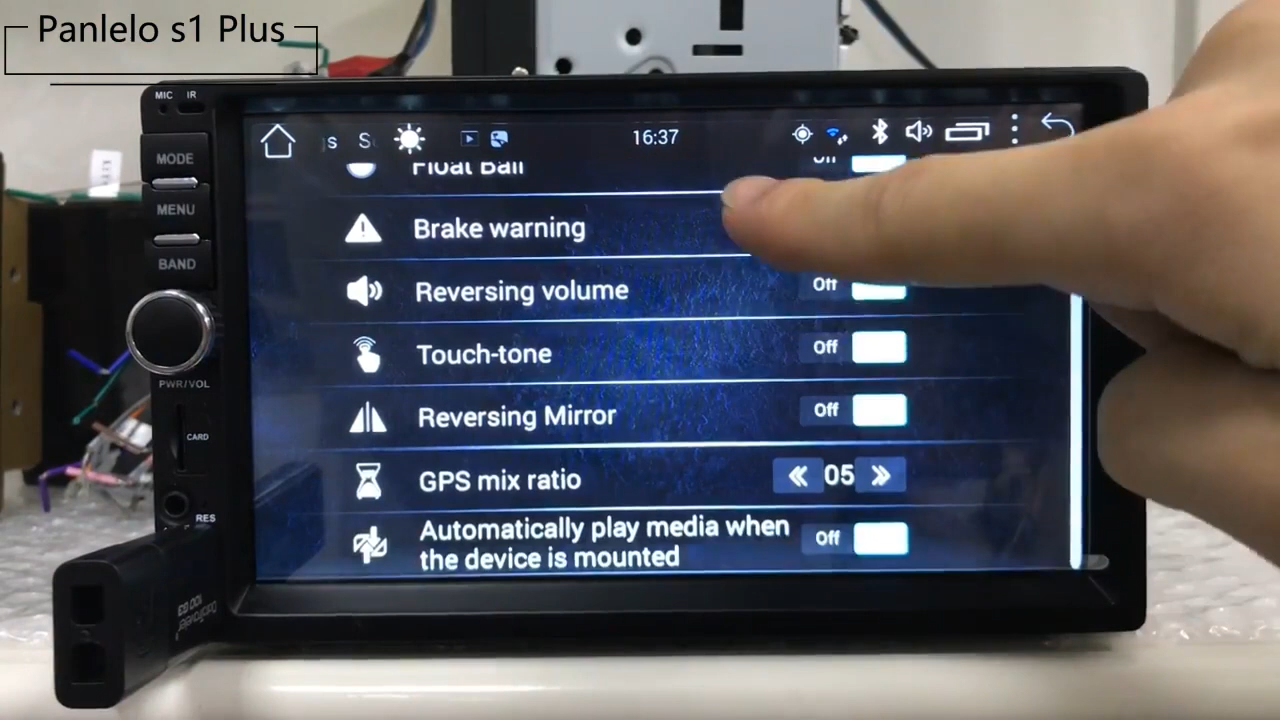 Panlelo s1 Plus
MIC IR
MODE
MENU
BAND
PWR/VOL
CARD
RES
s S
16:37
Float Ball Off
Brake warning
Reversing volume Off
Touch-tone Off
Reversing Mirror Off
GPS mix ratio 05
Automatically play media when
the device is mounted Off